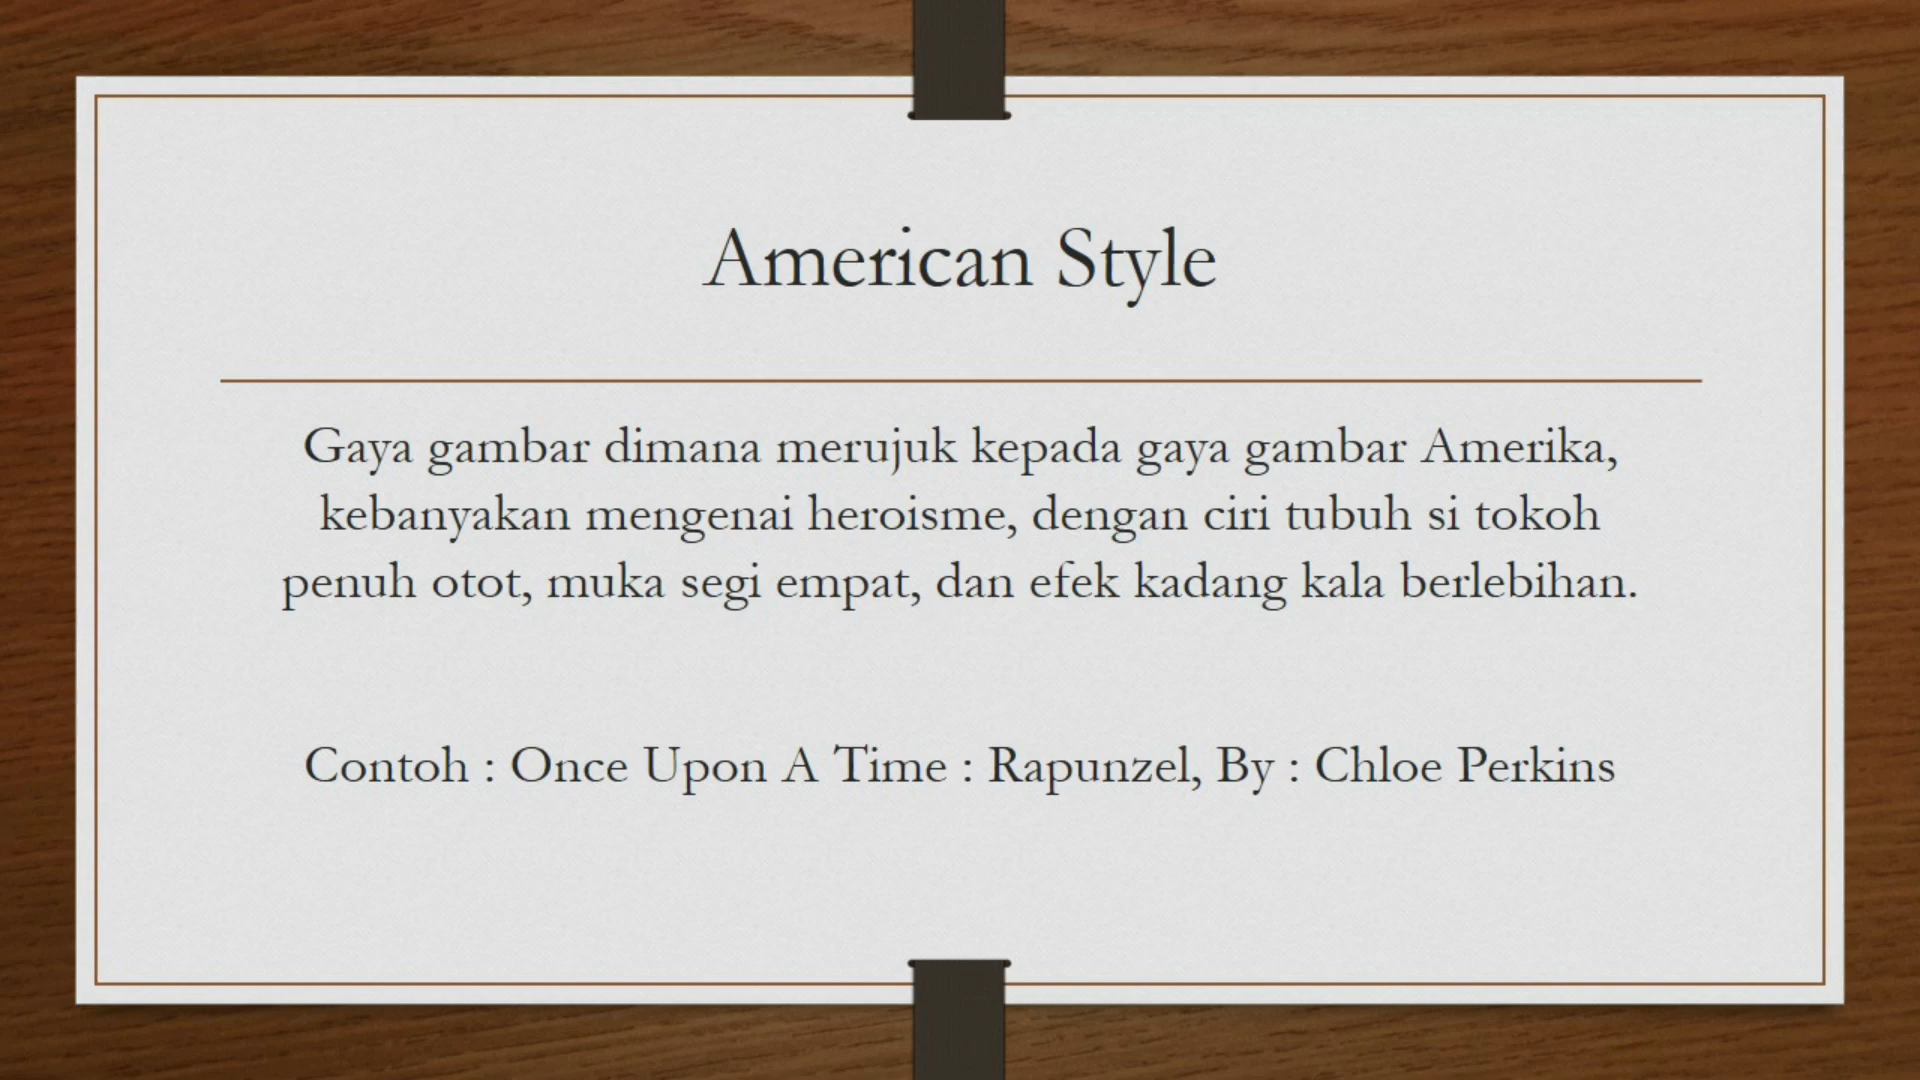 American Style
Gaya gambar dimana merujuk kepada gaya gambar Amerika,
kebanyakan mengenai heroisme, dengan ciri tubuh si tokoh
penuh otot, muka segi empat, dan efek kadang kala berlebihan.
Contoh : Once Upon A Time : Rapunzel, By : Chloe Perkins